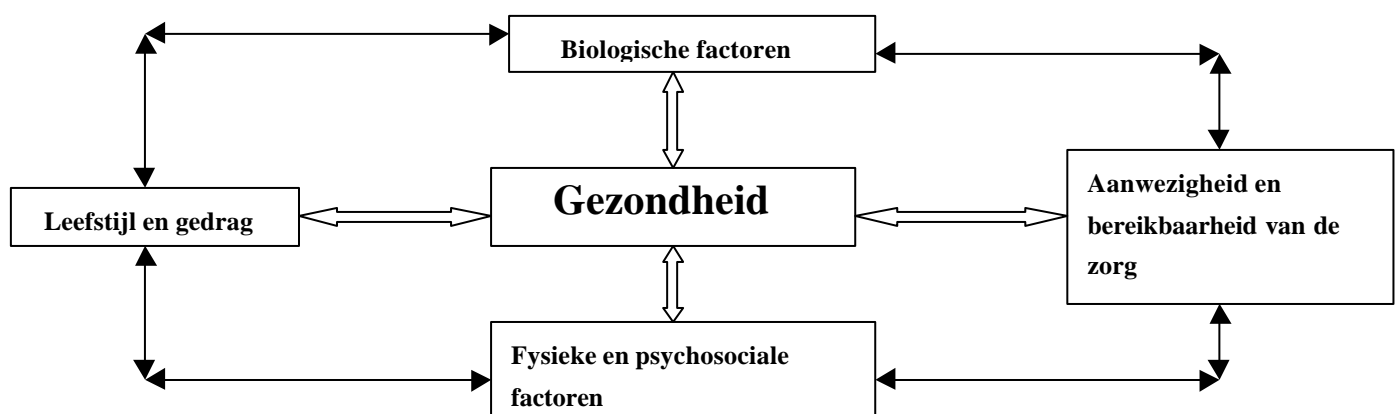 Biologische factoren
Gezondheid
Leefstijl en gedrag
Aanwezigheid en
bereikbaarheid van de
zorg
Fysieke en psychosociale
factoren